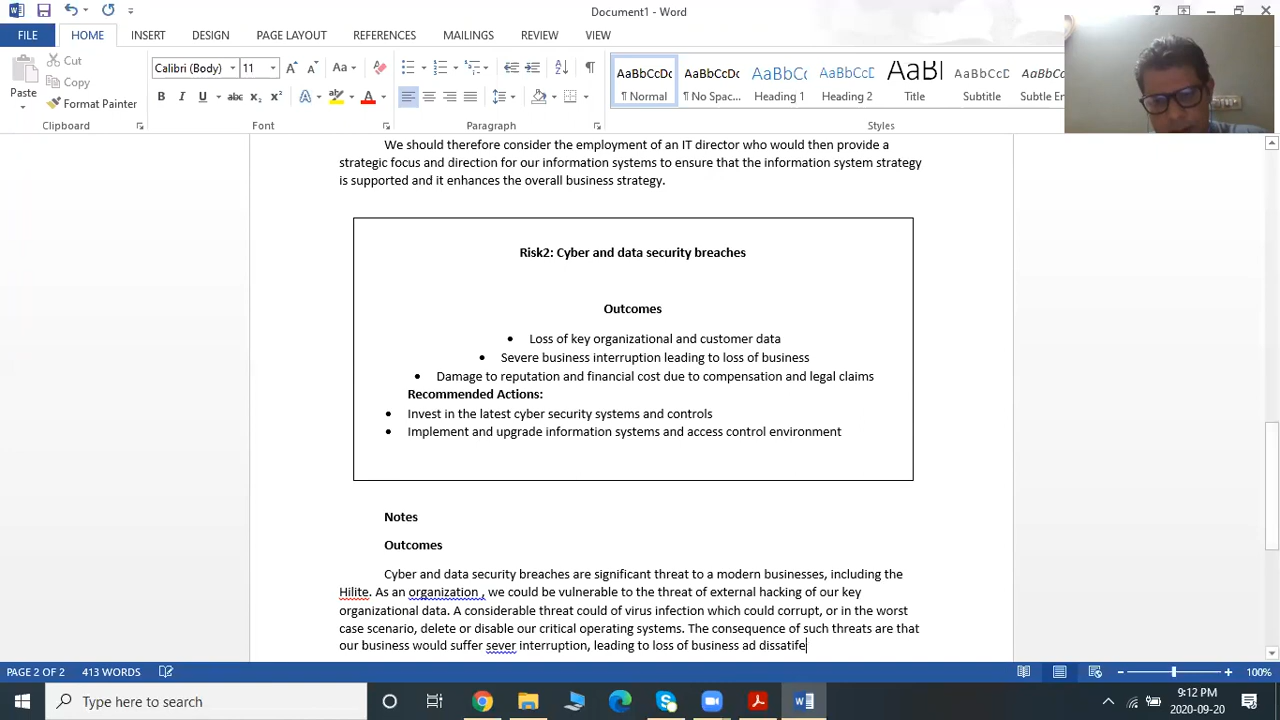 Document1 - Word
?
FILE HOME INSERT DESIGN PAGE LAYOUT REFERENCES MAILINGS REVIEW VIEW
Paste
Cut
Copy
Format Painter
Clipboard
Calibri (Body) 11
Aa
B I U abc x₂ x² A A
Font
Paragraph
AaBbCcDc AaBbCcDc AaBbCc AaBbCcD AaBl AaBbCcD
¶ Normal ¶ No Spac... Heading 1 Heading 2 Title Subtitle Subtle Em
Styles
We should therefore consider the employment of an IT director who would then provide a
strategic focus and direction for our information systems to ensure that the information system strategy
is supported and it enhances the overall business strategy.
Risk2: Cyber and data security breaches
Outcomes
• Loss of key organizational and customer data
• Severe business interruption leading to loss of business
• Damage to reputation and financial cost due to compensation and legal claims
Recommended Actions:
• Invest in the latest cyber security systems and controls
• Implement and upgrade information systems and access control environment
Notes
Outcomes
Cyber and data security breaches are significant threat to a modern businesses, including the
Hilite. As an organization , we could be vulnerable to the threat of external hacking of our key
organizational data. A considerable threat could of virus infection which could corrupt, or in the worst
case scenario, delete or disable our critical operating systems. The consequence of such threats are that
our business would suffer sever interruption, leading to loss of business ad dissatife
PAGE 2 OF 2 413 WORDS
100%
Type here to search
9:12 PM
2020-09-20